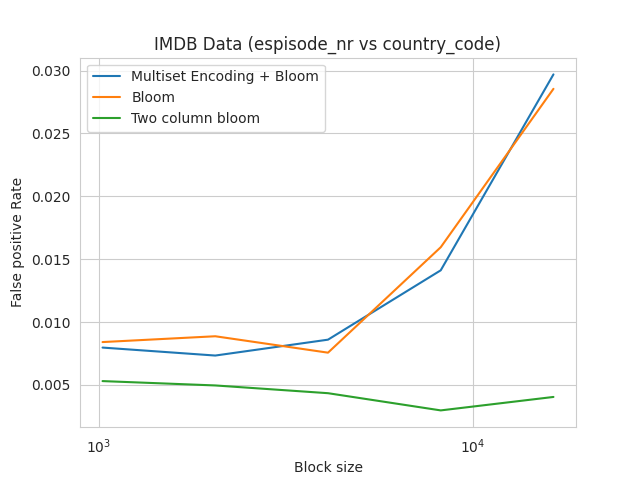 IMDB Data (espisode_nr vs country_code)
Multiset Encoding + Bloom
Bloom
Two column bloom
False positive Rate
0.030
0.025
0.020
0.015
0.010
0.005
10³
10⁴
Block size